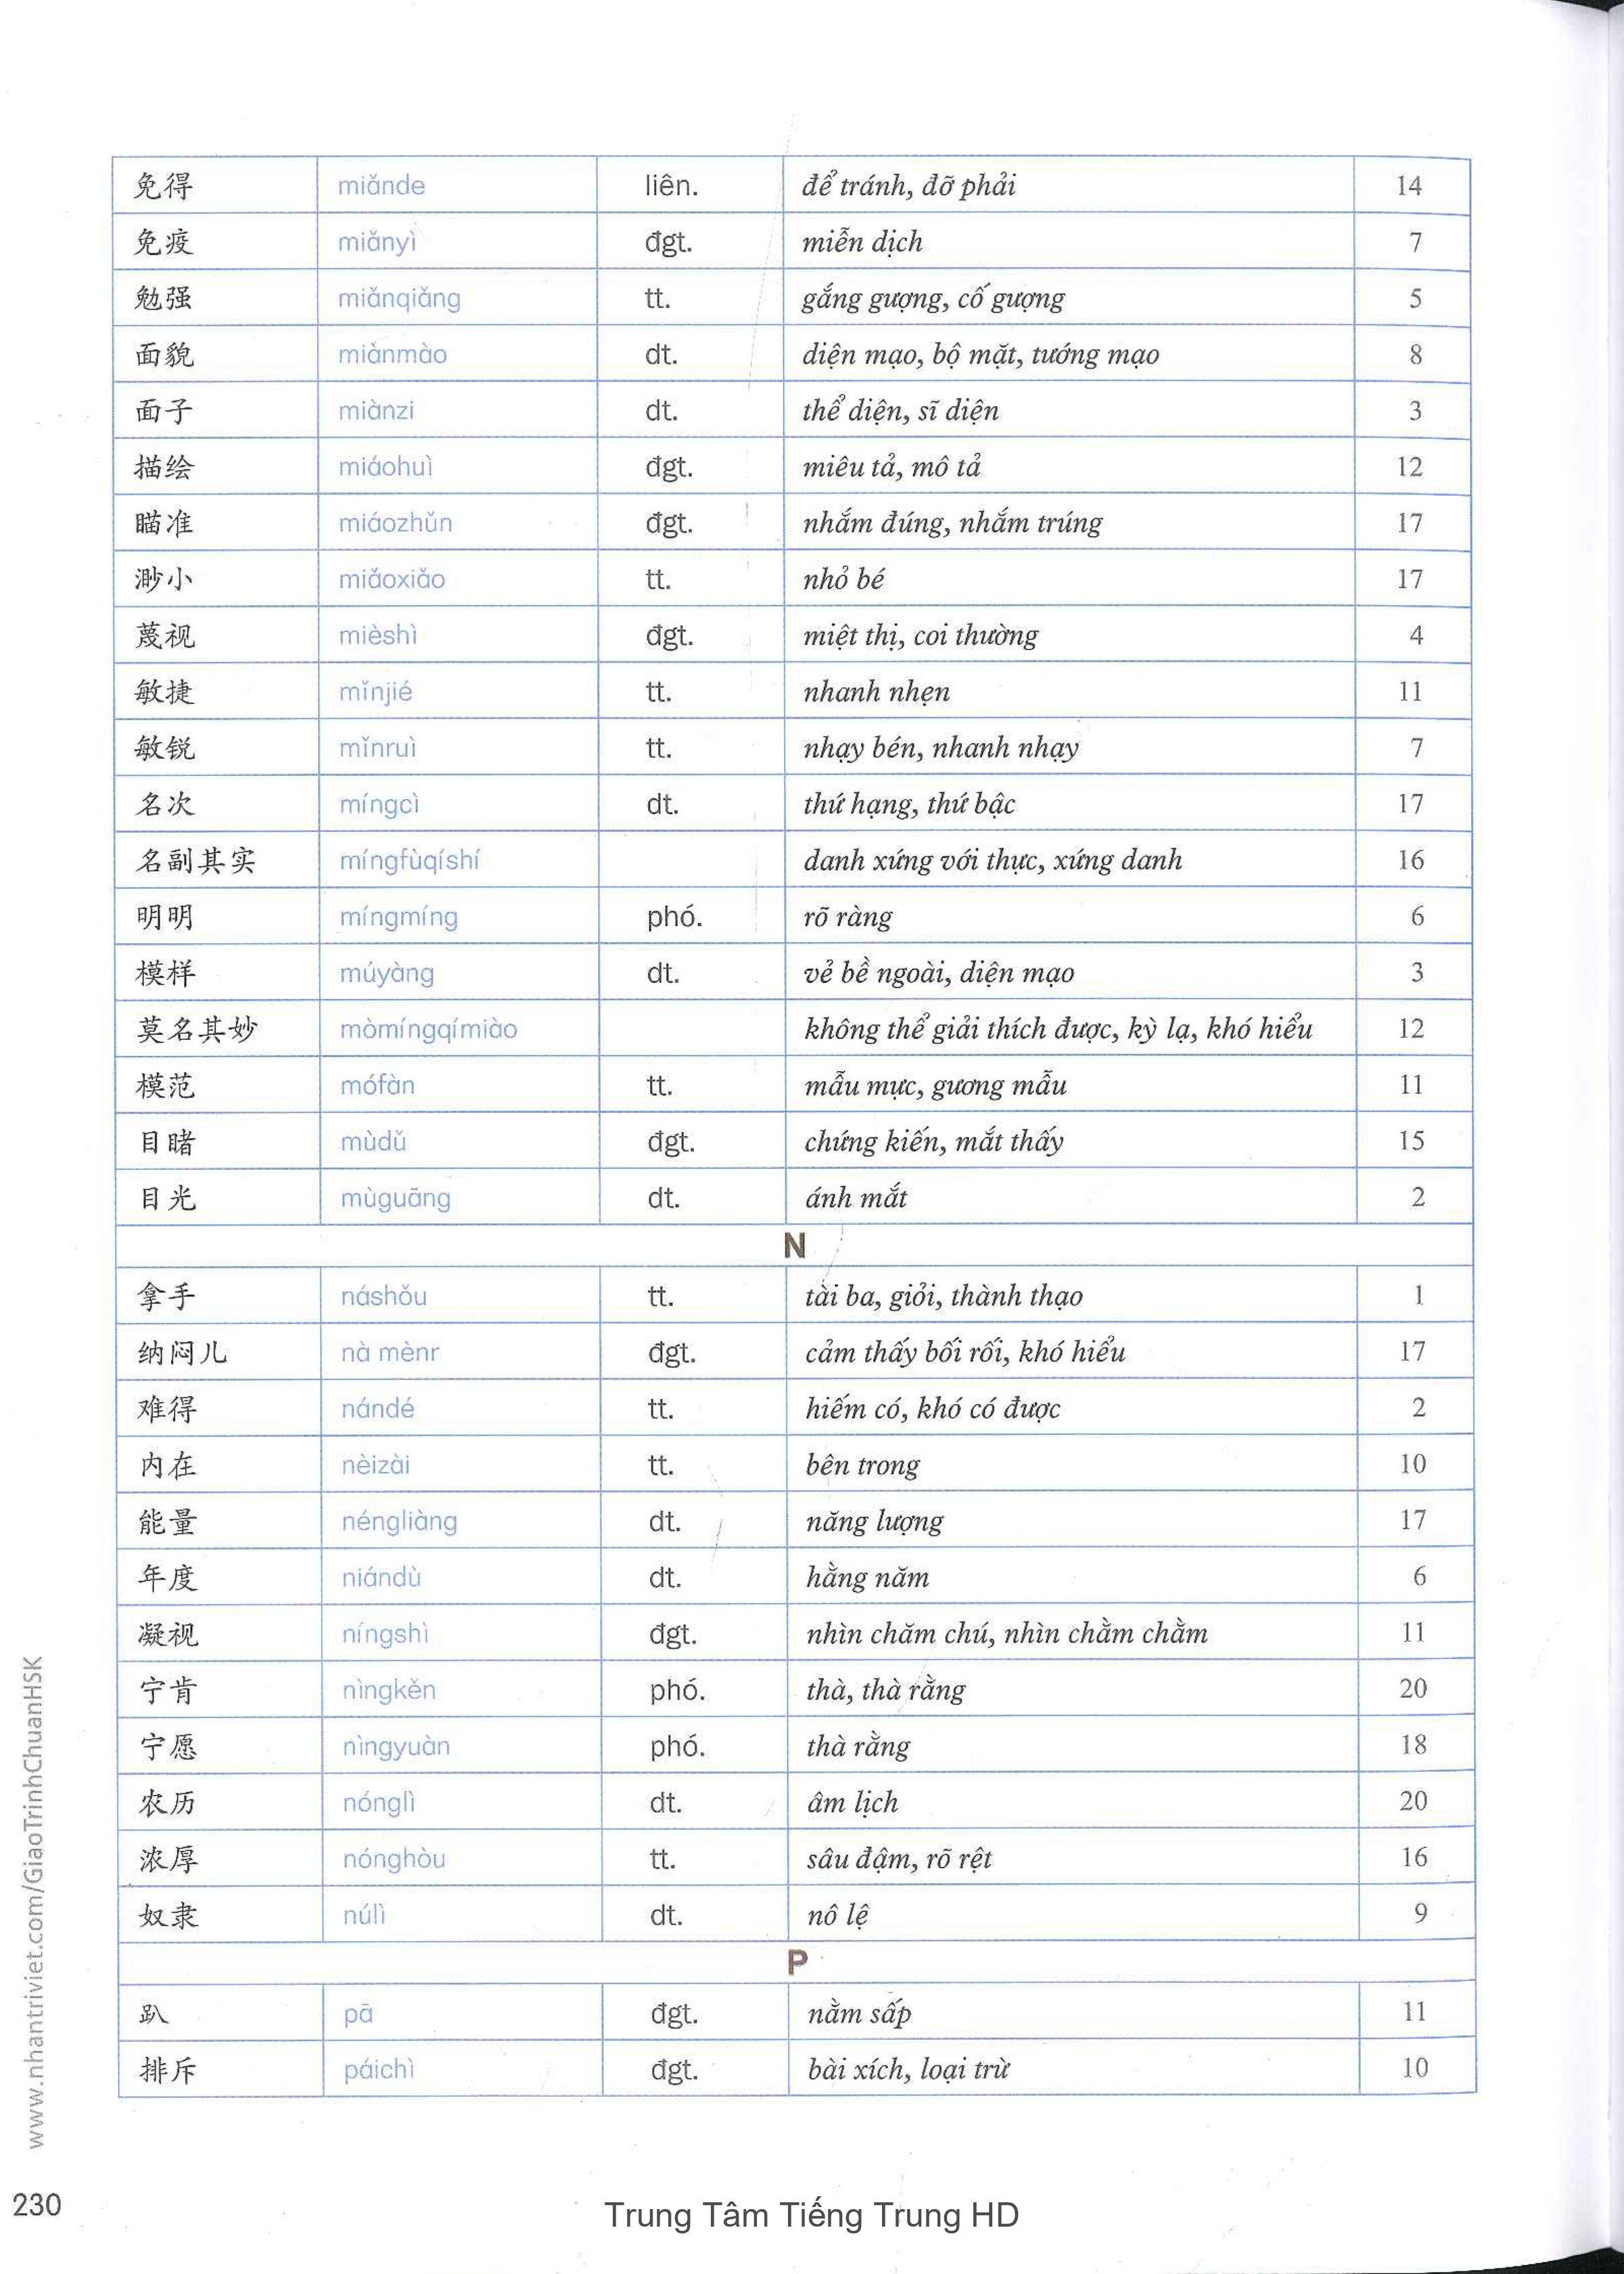 免得 miǎnde liên. để tránh, đỡ phải 14
免疫 miǎnyì đgt. miễn dịch 7
勉强 miǎnqiǎng tt. gắng gượng, cố gượng 5
面貌 miànmào dt. diện mạo, bộ mặt, tướng mạo 8
面子 miànzi dt. thể diện, sĩ diện 3
描绘 miáohuì đgt. miêu tả, mô tả 12
瞄准 miáozhǔn đgt. nhắm đúng, nhắm trúng 17
渺小 miǎoxiǎo tt. nhỏ bé 17
蔑视 mièshì đgt. miệt thị, coi thường 4
敏捷 mǐnjié tt. nhanh nhẹn 11
敏锐 mǐnruì tt. nhạy bén, nhanh nhạy 7
名次 míngcì dt. thứ hạng, thứ bậc 17
名副其实 míngfùqíshí danh xứng với thực, xứng danh 16
明明 míngmíng phó. rõ ràng 6
模样 múyàng dt. vẻ bề ngoài, diện mạo 3
莫名其妙 mòmíngqímiào không thể giải thích được, kỳ lạ, khó hiểu 12
模范 mófàn tt. mẫu mực, gương mẫu 11
目睹 mùdǔ đgt. chứng kiến, mắt thấy 15
目光 mùguāng dt. ánh mắt 2
N
拿手 náshǒu tt. tài ba, giỏi, thành thạo 1
纳闷儿 nà mènr đgt. cảm thấy bối rối, khó hiểu 17
难得 nándé tt. hiếm có, khó có được 2
内在 nèizài tt. bên trong 10
能量 néngliàng dt. năng lượng 17
年度 niándù dt. hằng năm 6
凝视 níngshì đgt. nhìn chăm chú, nhìn chằm chằm 11
宁肯 nìngkěn phó. thà, thà rằng 20
宁愿 nìngyuàn phó. thà rằng 18
农历 nónglì dt. âm lịch 20
浓厚 nónghòu tt. sâu đậm, rõ rệt 16
奴隶 núlì dt. nô lệ 9
P
趴 pā đgt. nằm sấp 11
排斥 páichì đgt. bài xích, loại trừ 10
www.nhantriviet.com/GiaoTrinhChuanHSK
230
Trung Tâm Tiếng Trung HD